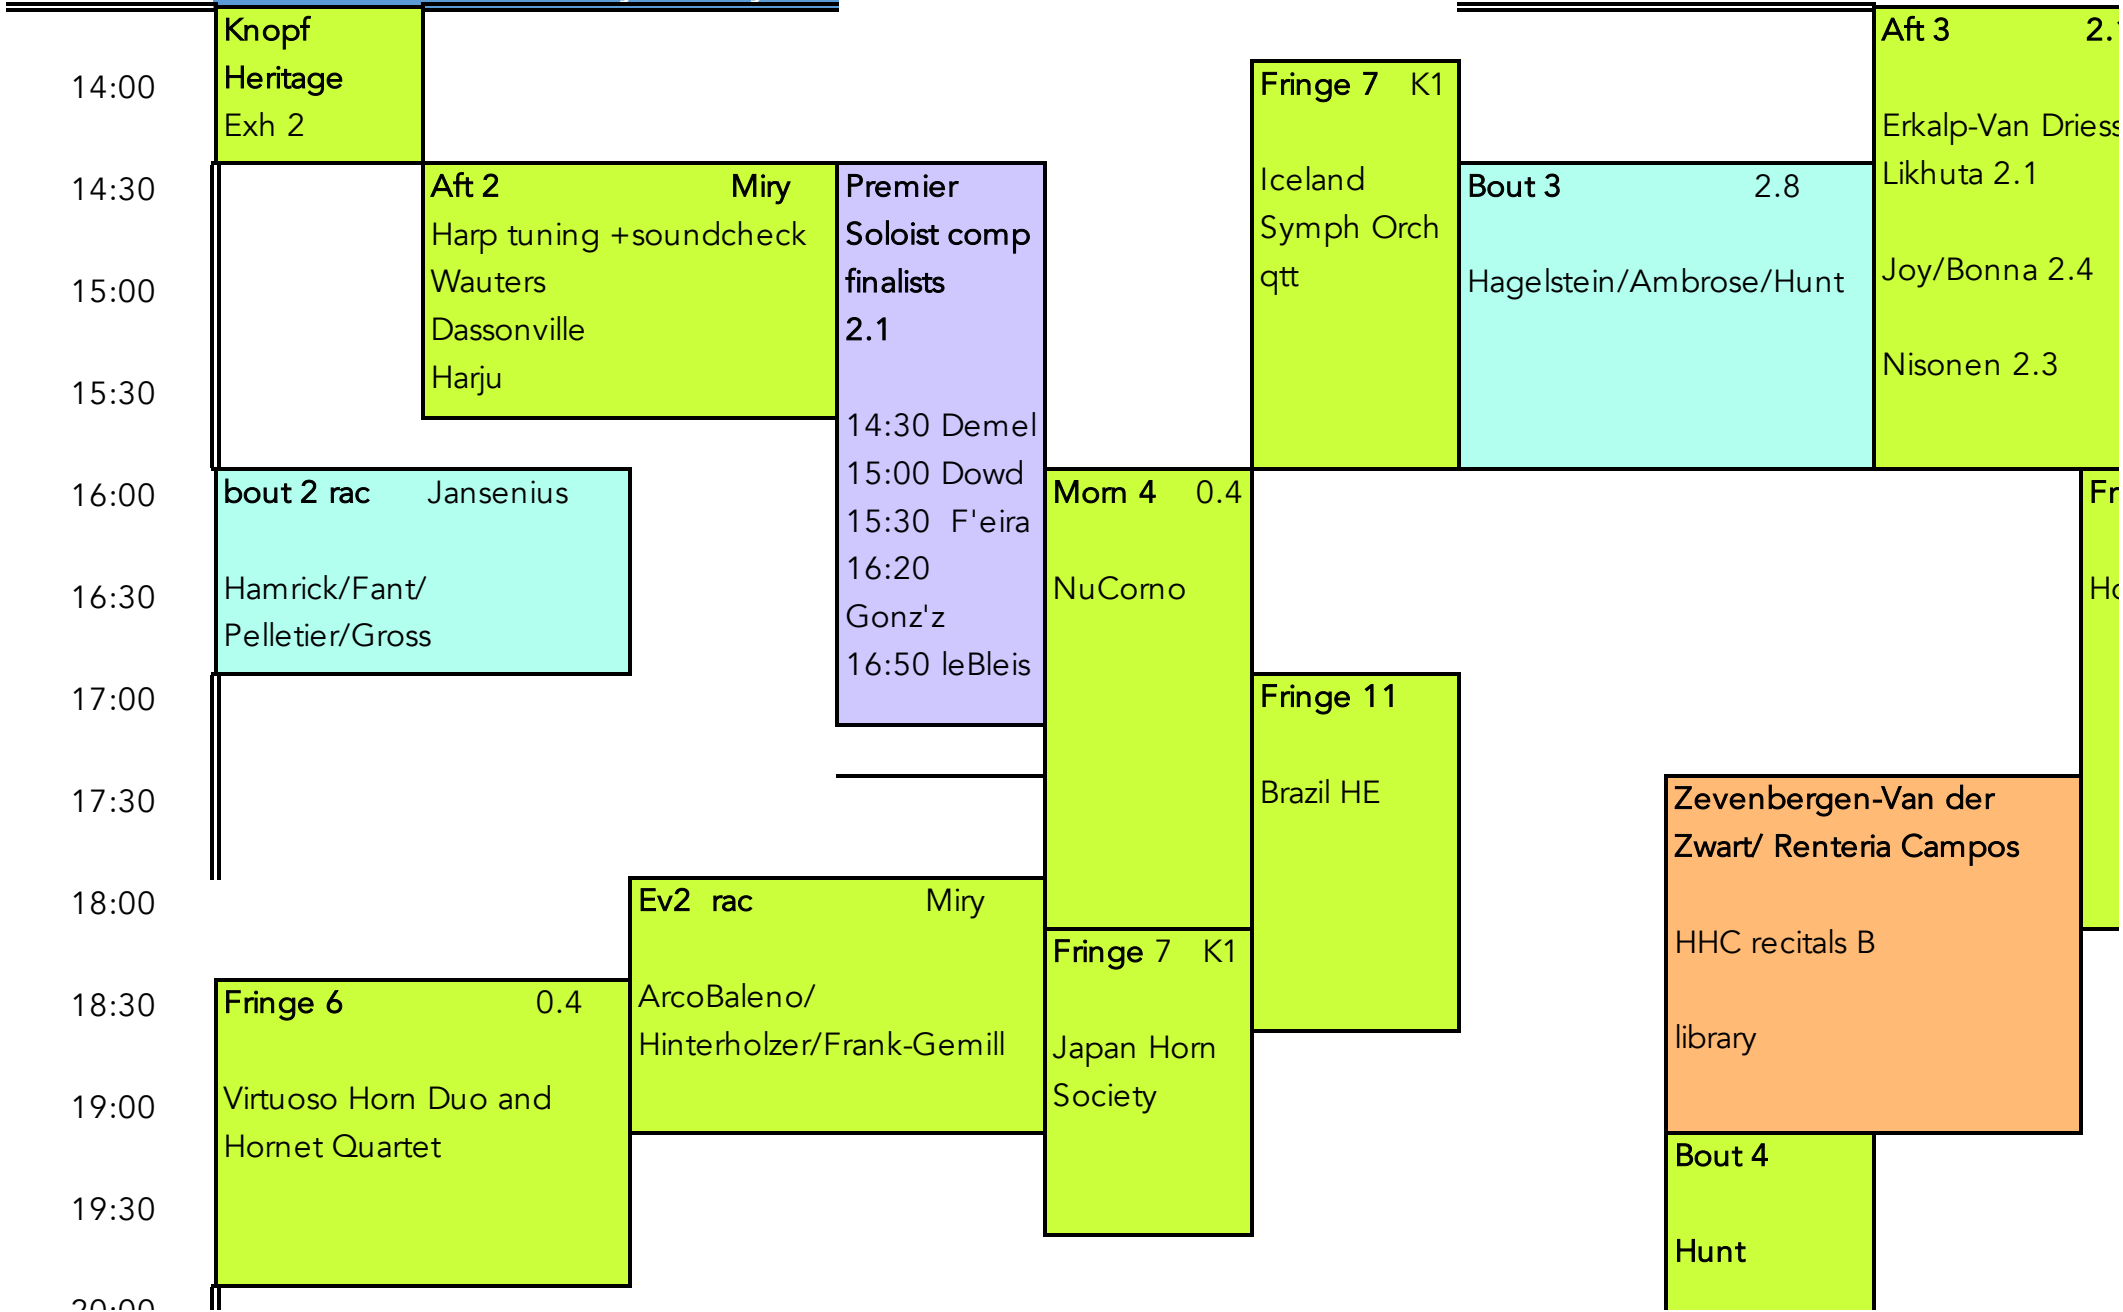 14:00
14:30
15:00
15:30
16:00
16:30
17:00
17:30
18:00
18:30
19:00
19:30
20:00
Knopf
Heritage
Exh 2
bout 2 rac Jansenius
Hamrick/Fant/
Pelletier/Gross
Fringe 6 0.4
Virtuoso Horn Duo and
Hornet Quartet
Aft 2 Miry
Harp tuning +soundcheck
Wauters
Dassonville
Harju
Ev2 rac Miry
ArcoBaleno/
Hinterholzer/Frank-Gemill
Premier
Soloist comp
finalists
2.1
14:30 Demel
15:00 Dowd
15:30 F'eira
16:20
Gonz'z
16:50 leBleis
Morn 4 0.4
NuCorno
Fringe 7 K1
Japan Horn
Society
Fringe 7 K1
Iceland
Symph Orch
qtt
Fringe 11
Brazil HE
Bout 3 2.8
Hagelstein/Ambrose/Hunt
Zevenbergen-Van der
Zwart/ Renteria Campos
HHC recitals B
library
Bout 4
Hunt
Aft 3
Erkalp-Van Driess
Likhuta 2.1
Joy/Bonna 2.4
Nisonen 2.3